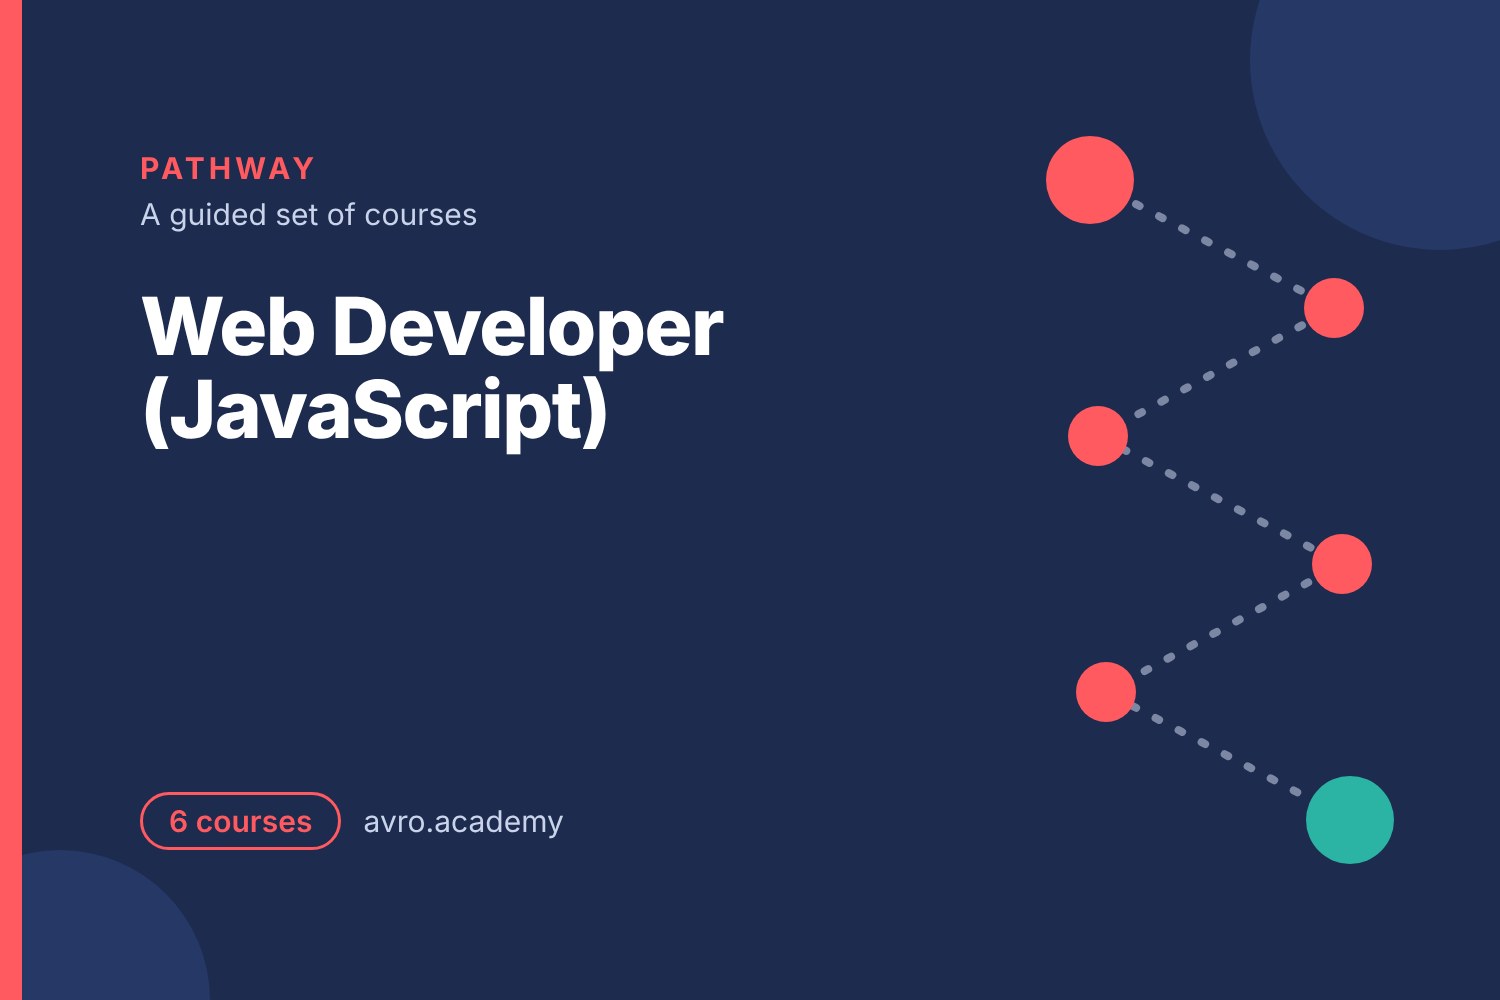 PATHWAY
A guided set of courses
Web Developer
(JavaScript)
6 courses
avro.academy